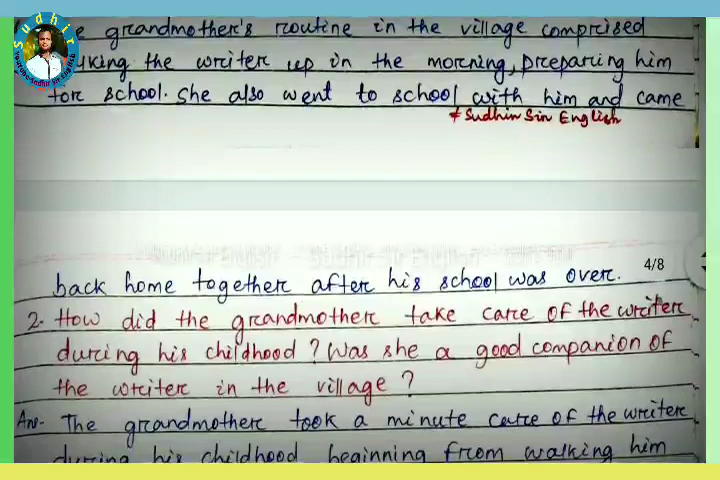 Sudhir
e grandmother's routine in the village comprised
uking the writer up in the morning, preparing him
for school. She also went to school with him and came
+ Sudhir Sir English
4/8
back home together after his school was over.
2. How did the grandmother take care of the writer
during his childhood? Was she a good companion of
the writer in the village?
Ans- The grandmother took a minute care of the writer
during his childhood beginning from walking him